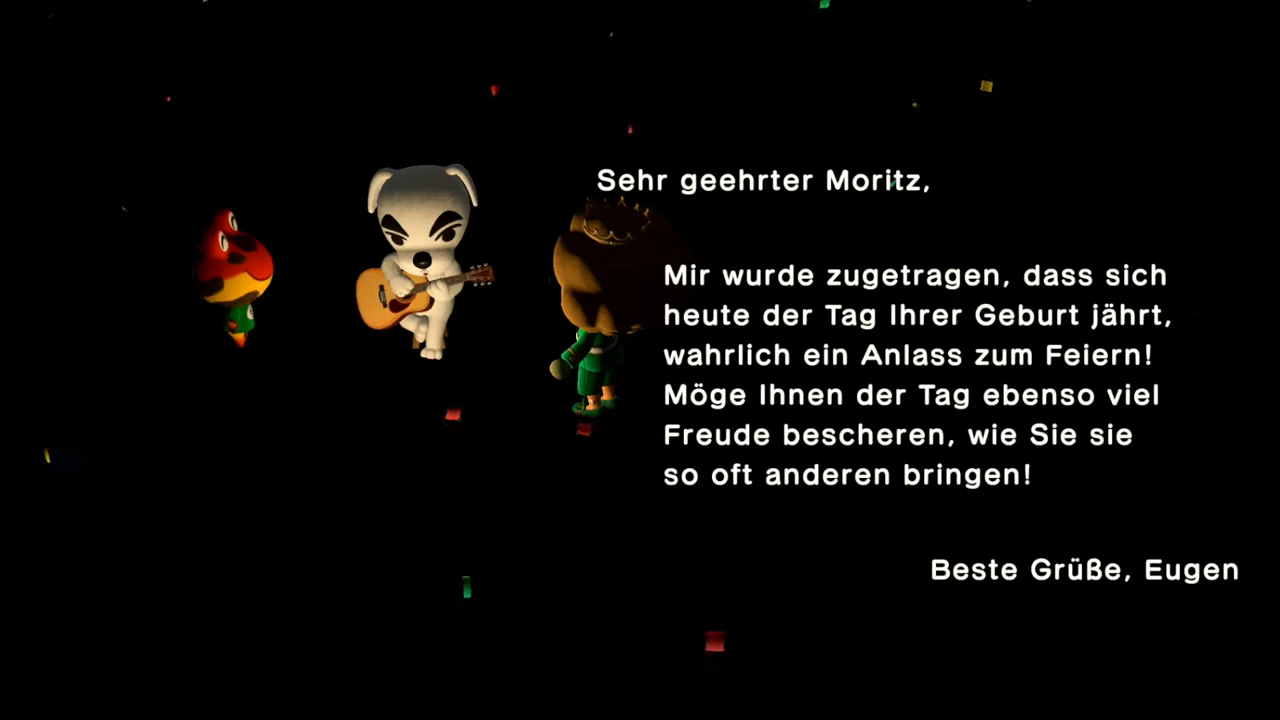 Sehr geehrter Moritz,
Mir wurde zugetragen, dass sich
heute der Tag Ihrer Geburt jährt,
wahrlich ein Anlass zum Feiern!
Möge Ihnen der Tag ebenso viel
Freude bescheren, wie Sie sie
so oft anderen bringen!
Beste Grüße, Eugen